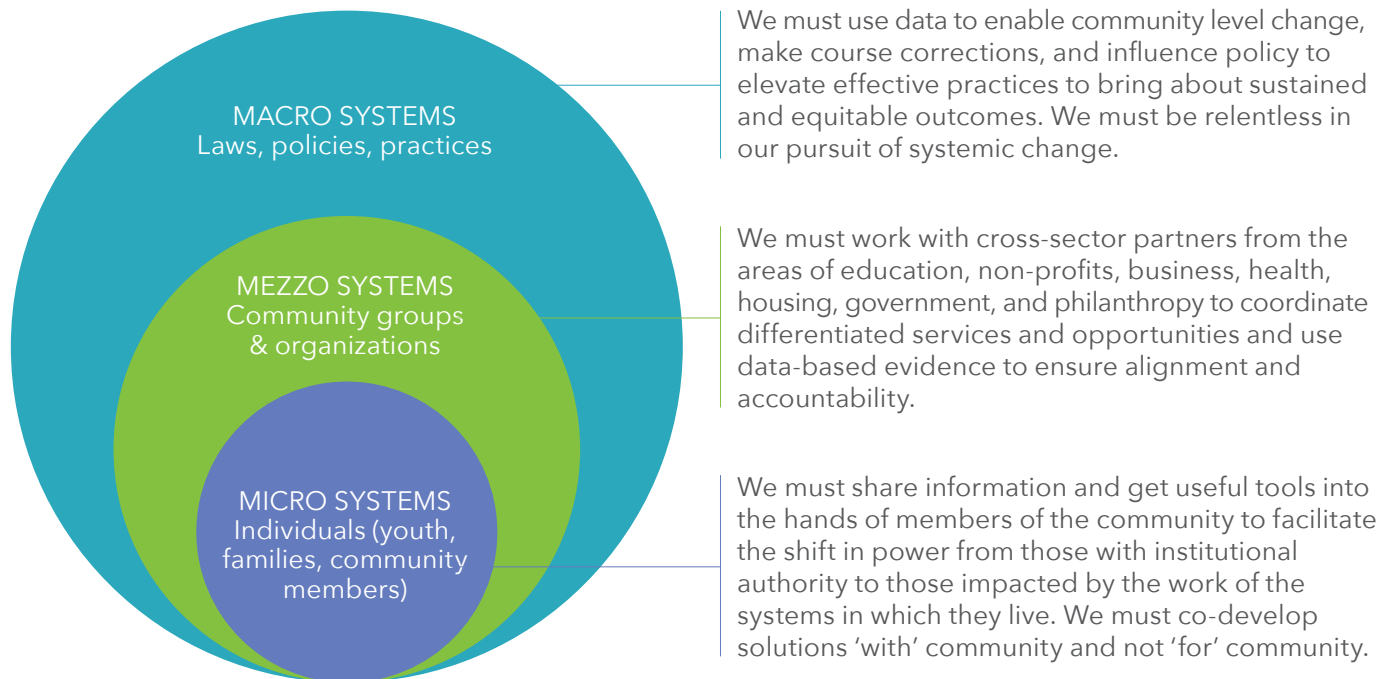 MACRO SYSTEMS
Laws, policies, practices
We must use data to enable community level change,
make course corrections, and influence policy to
elevate effective practices to bring about sustained
and equitable outcomes. We must be relentless in
our pursuit of systemic change.
MEZZO SYSTEMS
Community groups
& organizations
We must work with cross-sector partners from the
areas of education, non-profits, business, health,
housing, government, and philanthropy to coordinate
differentiated services and opportunities and use
data-based evidence to ensure alignment and
accountability.
MICRO SYSTEMS
Individuals (youth,
families, community
members)
We must share information and get useful tools into
the hands of members of the community to facilitate
the shift in power from those with institutional
authority to those impacted by the work of the
systems in which they live. We must co-develop
solutions ‘with’ community and not ‘for’ community.